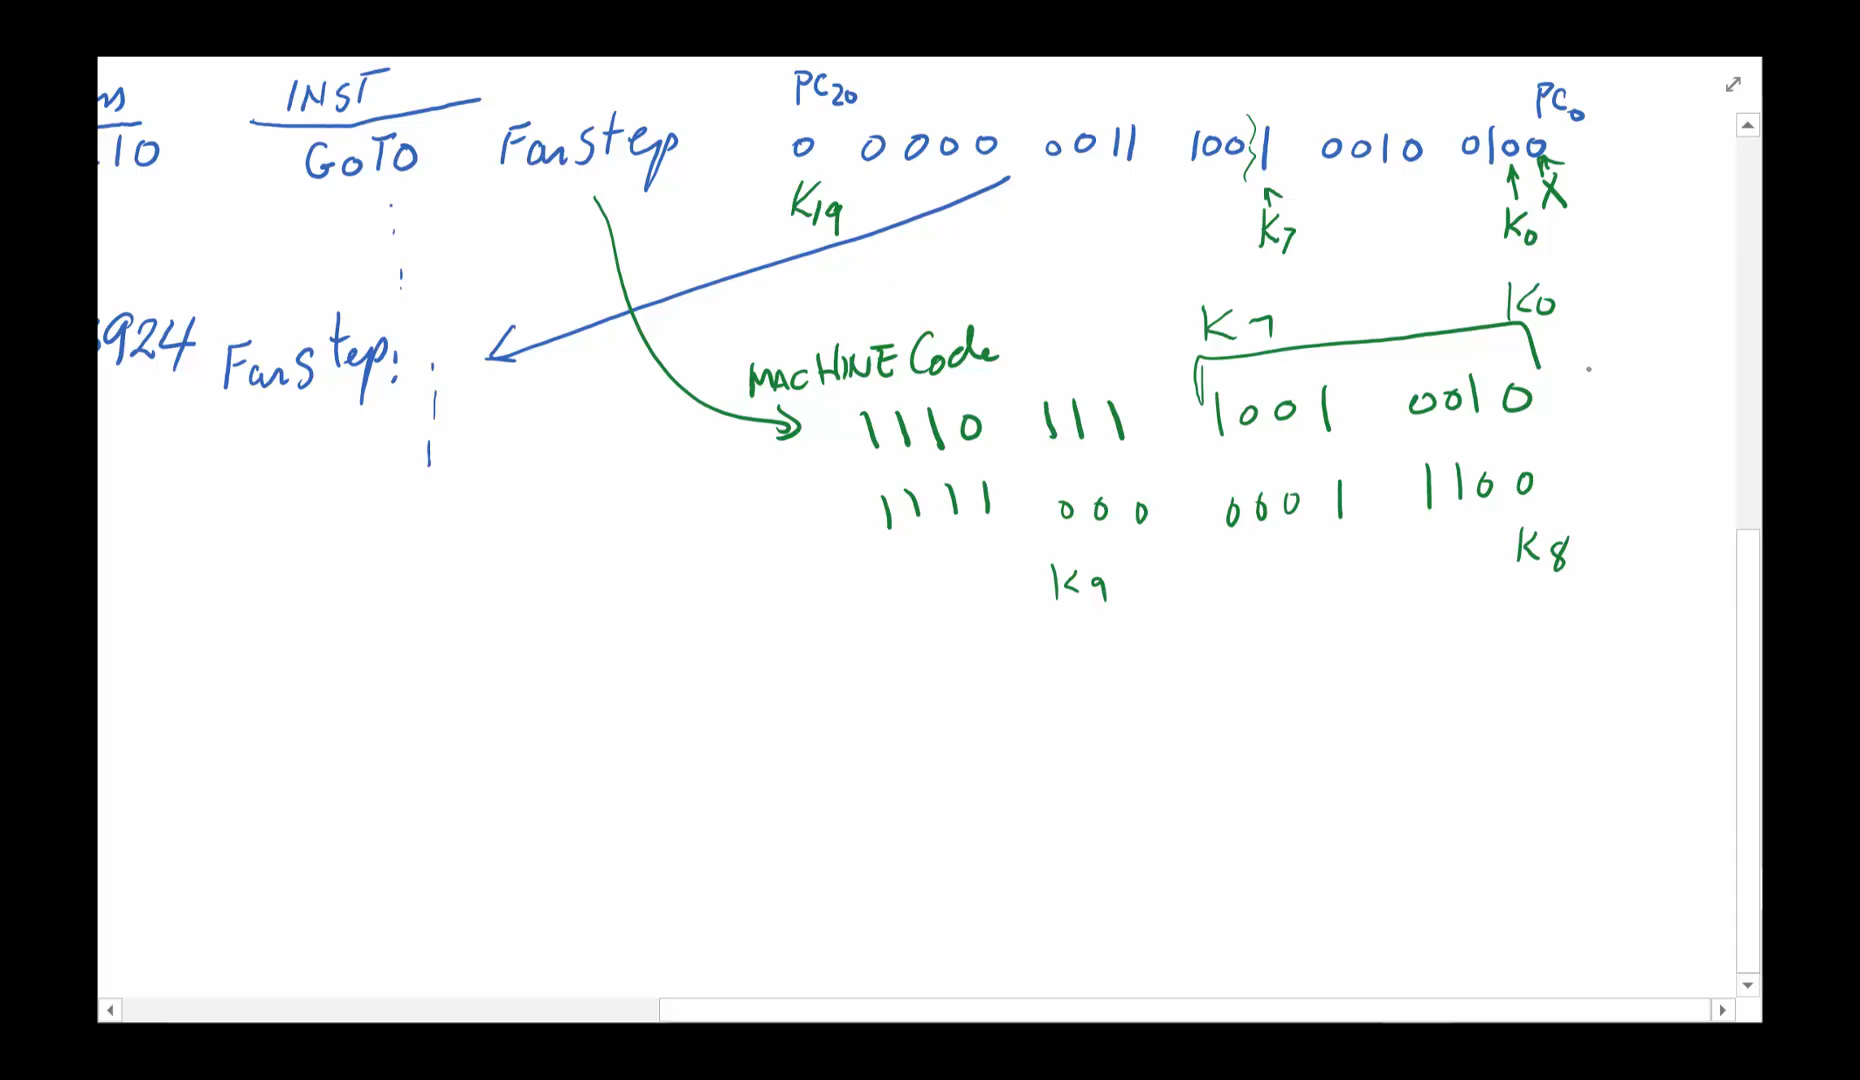 INST PC20 PC0
GOTO Farstep 0 0000 0011 1001 0010 0100
K19 K7 K0 X
924 Farstep: K7 K0
MACHINE Code
1110 111 1001 0010
1111 000 0001 1100
K9 K8